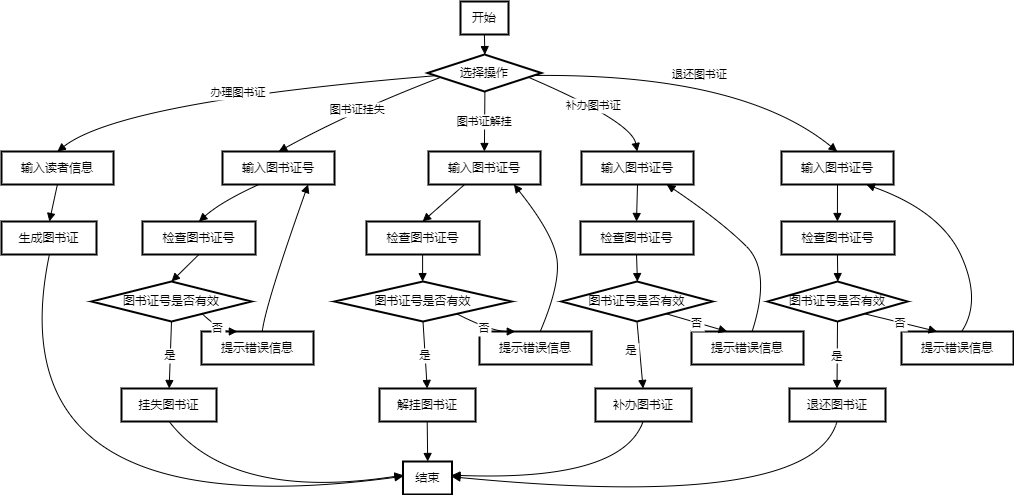 开始
选择操作
办理图书证
图书证挂失
图书证解挂
补办图书证
退还图书证
输入读者信息
输入图书证号
输入图书证号
输入图书证号
输入图书证号
生成图书证
检查图书证号
检查图书证号
检查图书证号
检查图书证号
图书证号是否有效
图书证号是否有效
图书证号是否有效
图书证号是否有效
否
否
否
否
提示错误信息
提示错误信息
提示错误信息
提示错误信息
是
是
是
是
挂失图书证
解挂图书证
补办图书证
退还图书证
结束